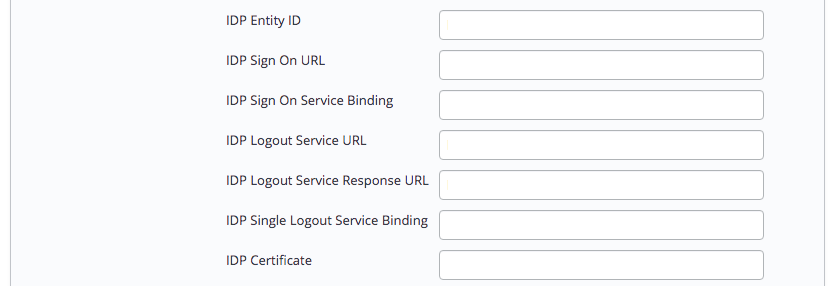 IDP Entity ID
IDP Sign On URL
IDP Sign On Service Binding
IDP Logout Service URL
IDP Logout Service Response URL
IDP Single Logout Service Binding
IDP Certificate